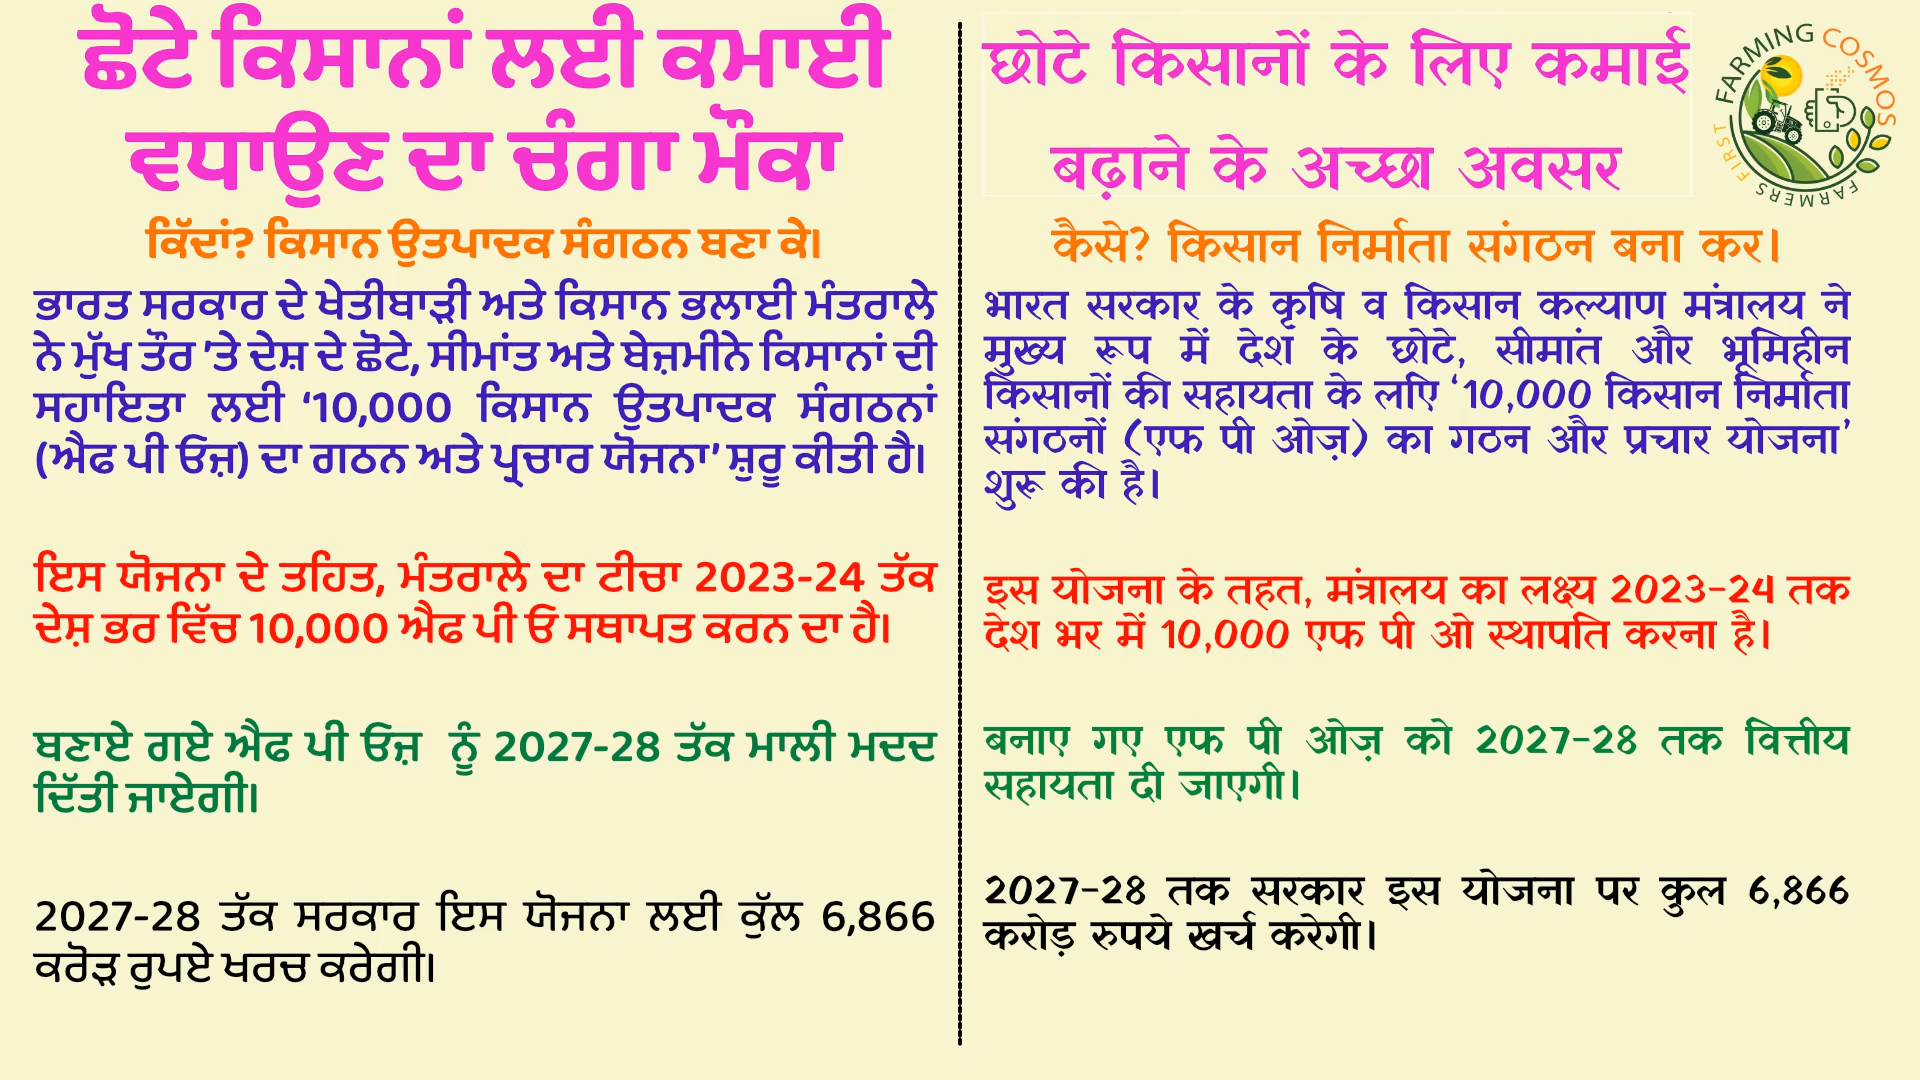 ਛੋਟੇ ਕਿਸਾਨਾਂ ਲਈ ਕਮਾਈ
ਵਧਾਉਣ ਦਾ ਚੰਗਾ ਮੌਕਾ
ਕਿੱਦਾਂ? ਕਿਸਾਨ ਉਤਪਾਦਕ ਸੰਗਠਨ ਬਣਾ ਕੇ।
ਭਾਰਤ ਸਰਕਾਰ ਦੇ ਖੇਤੀਬਾੜੀ ਅਤੇ ਕਿਸਾਨ ਭਲਾਈ ਮੰਤਰਾਲੇ
ਨੇ ਮੁੱਖ ਤੌਰ 'ਤੇ ਦੇਸ਼ ਦੇ ਛੋਟੇ, ਸੀਮਾਂਤ ਅਤੇ ਬੇਜ਼ਮੀਨੇ ਕਿਸਾਨਾਂ ਦੀ
ਸਹਾਇਤਾ ਲਈ ‘10,000 ਕਿਸਾਨ ਉਤਪਾਦਕ ਸੰਗਠਨਾਂ
(ਐਫ ਪੀ ਓਜ਼) ਦਾ ਗਠਨ ਅਤੇ ਪ੍ਰਚਾਰ ਯੋਜਨਾ’ ਸ਼ੁਰੂ ਕੀਤੀ ਹੈ।
ਇਸ ਯੋਜਨਾ ਦੇ ਤਹਿਤ, ਮੰਤਰਾਲੇ ਦਾ ਟੀਚਾ 2023-24 ਤੱਕ
ਦੇਸ਼ ਭਰ ਵਿੱਚ 10,000 ਐਫ ਪੀ ਓ ਸਥਾਪਤ ਕਰਨ ਦਾ ਹੈ।
ਬਣਾਏ ਗਏ ਐਫ ਪੀ ਓਜ਼ ਨੂੰ 2027-28 ਤੱਕ ਮਾਲੀ ਮਦਦ
ਦਿੱਤੀ ਜਾਏਗੀ।
2027-28 ਤੱਕ ਸਰਕਾਰ ਇਸ ਯੋਜਨਾ ਲਈ ਕੁੱਲ 6,866
ਕਰੋੜ ਰੁਪਏ ਖਰਚ ਕਰੇਗੀ।
छोटे किसानों के लिए कमाई
बढ़ाने के अच्छा अवसर
कैसे? किसान निर्माता संगठन बना कर।
भारत सरकार के कृषि व किसान कल्याण मंत्रालय ने
मुख्य रूप में देश के छोटे, सीमांत और भूमिहीन
किसानों की सहायता के लिए ‘10,000 किसान निर्माता
संगठनों (एफ पी ओज़) का गठन और प्रचार योजना’
शुरू की है।
इस योजना के तहत, मंत्रालय का लक्ष्य 2023-24 तक
देश भर में 10,000 एफ पी ओ स्थापति करना है।
बनाए गए एफ पी ओज़ को 2027-28 तक वित्तीय
सहायता दी जाएगी।
2027-28 तक सरकार इस योजना पर कुल 6,866
करोड़ रुपये खर्च करेगी।
FARMING COSMOS
FARMERS FIRST